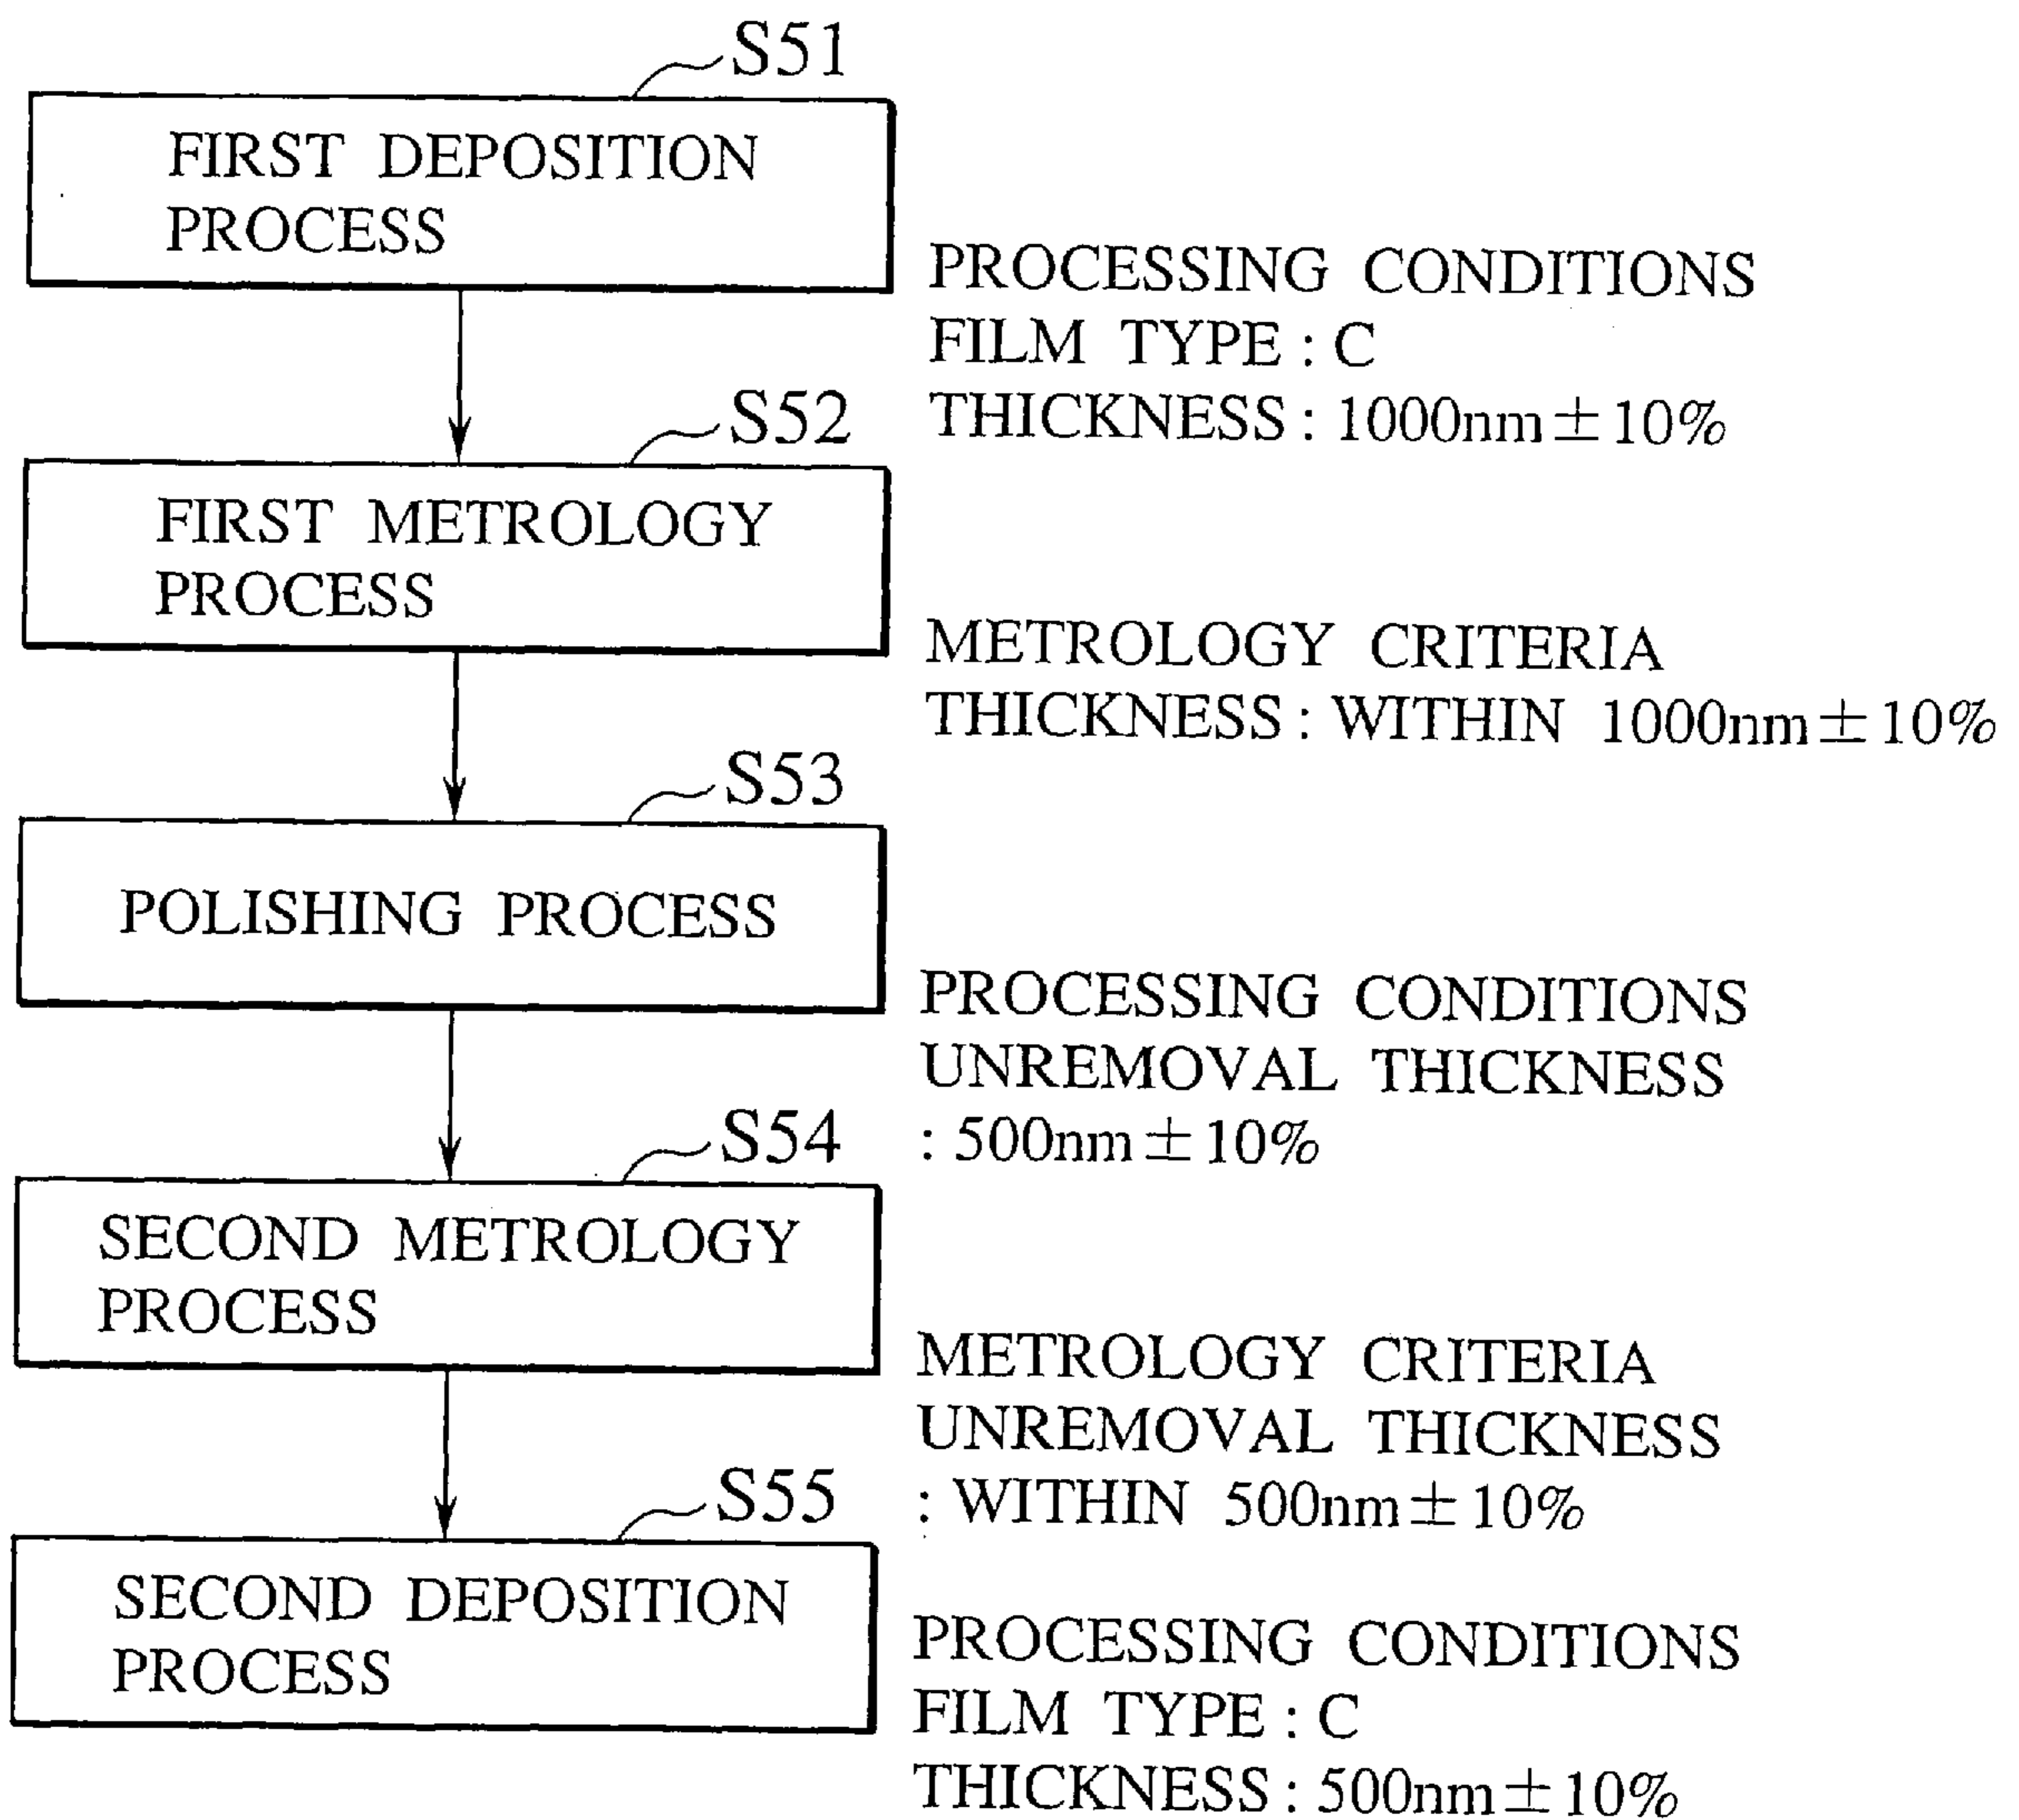 S51
FIRST DEPOSITION
PROCESS
PROCESSING CONDITIONS
FILM TYPE : C
THICKNESS : 1000nm ± 10%
S52
FIRST METROLOGY
PROCESS
METROLOGY CRITERIA
THICKNESS : WITHIN 1000nm ± 10%
S53
POLISHING PROCESS
PROCESSING CONDITIONS
UNREMOVAL THICKNESS
: 500nm ± 10%
S54
SECOND METROLOGY
PROCESS
METROLOGY CRITERIA
UNREMOVAL THICKNESS
: WITHIN 500nm ± 10%
S55
SECOND DEPOSITION
PROCESS
PROCESSING CONDITIONS
FILM TYPE : C
THICKNESS : 500nm ± 10%